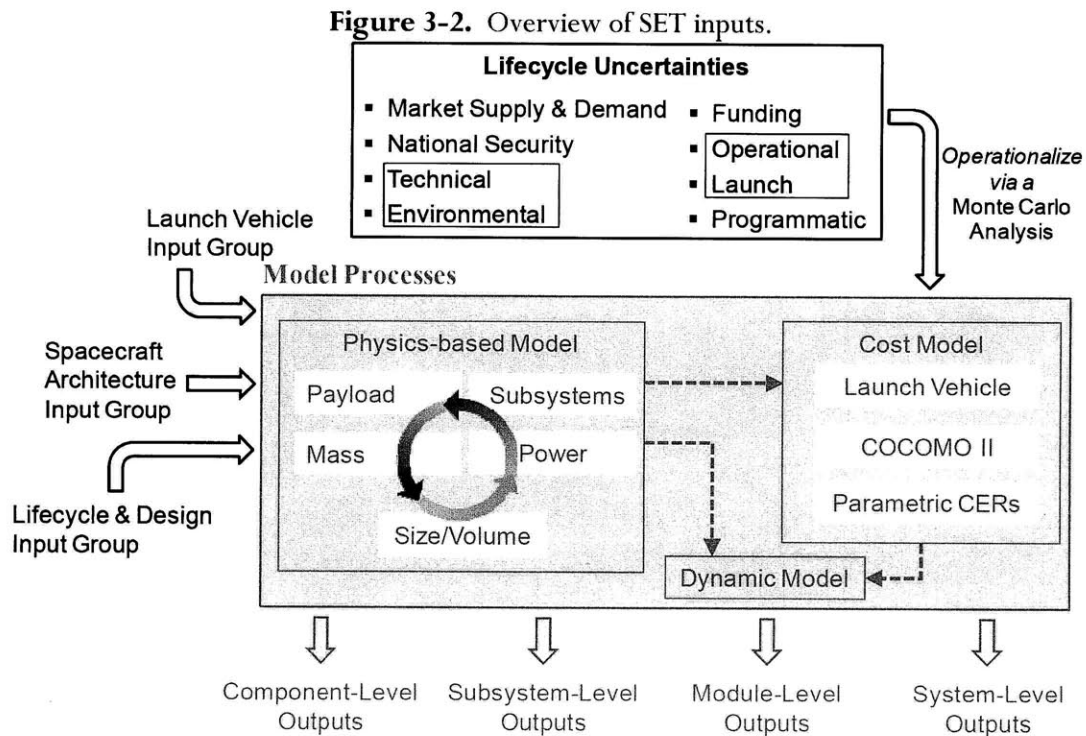 Figure 3-2. Overview of SET inputs.
Lifecycle Uncertainties
▪ Market Supply & Demand
▪ National Security
▪ Technical
▪ Environmental
▪ Funding
▪ Operational
▪ Launch
▪ Programmatic
Operationalize
via a
Monte Carlo
Analysis
Launch Vehicle
Input Group
Spacecraft
Architecture
Input Group
Lifecycle & Design
Input Group
Model Processes
Physics-based Model
Payload
Subsystems
Mass
Power
Size/Volume
Cost Model
Launch Vehicle
COCOMO II
Parametric CERs
Dynamic Model
Component-Level
Outputs
Subsystem-Level
Outputs
Module-Level
Outputs
System-Level
Outputs